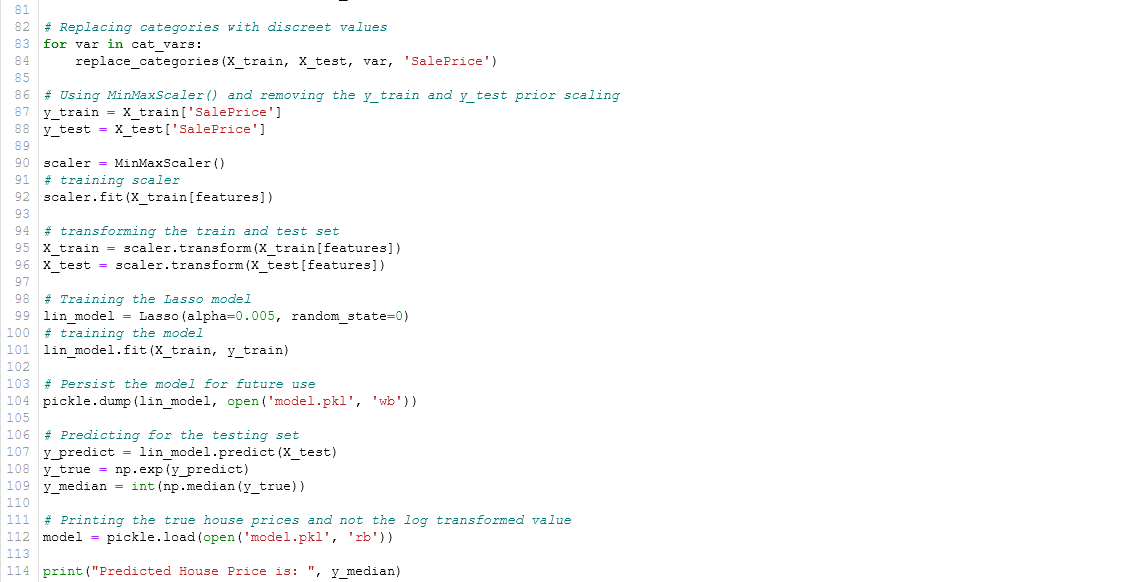 81
82 # Replacing categories with discreet values
83 for var in cat_vars:
84     replace_categories(X_train, X_test, var, 'SalePrice')
85
86 # Using MinMaxScaler() and removing the y_train and y_test prior scaling
87 y_train = X_train['SalePrice']
88 y_test = X_test['SalePrice']
89
90 scaler = MinMaxScaler()
91 # training scaler
92 scaler.fit(X_train[features])
93
94 # transforming the train and test set
95 X_train = scaler.transform(X_train[features])
96 X_test = scaler.transform(X_test[features])
97
98 # Training the Lasso model
99 lin_model = Lasso(alpha=0.005, random_state=0)
100 # training the model
101 lin_model.fit(X_train, y_train)
102
103 # Persist the model for future use
104 pickle.dump(lin_model, open('model.pkl', 'wb'))
105
106 # Predicting for the testing set
107 y_predict = lin_model.predict(X_test)
108 y_true = np.exp(y_predict)
109 y_median = int(np.median(y_true))
110
111 # Printing the true house prices and not the log transformed value
112 model = pickle.load(open('model.pkl', 'rb'))
113
114 print("Predicted House Price is: ", y_median)